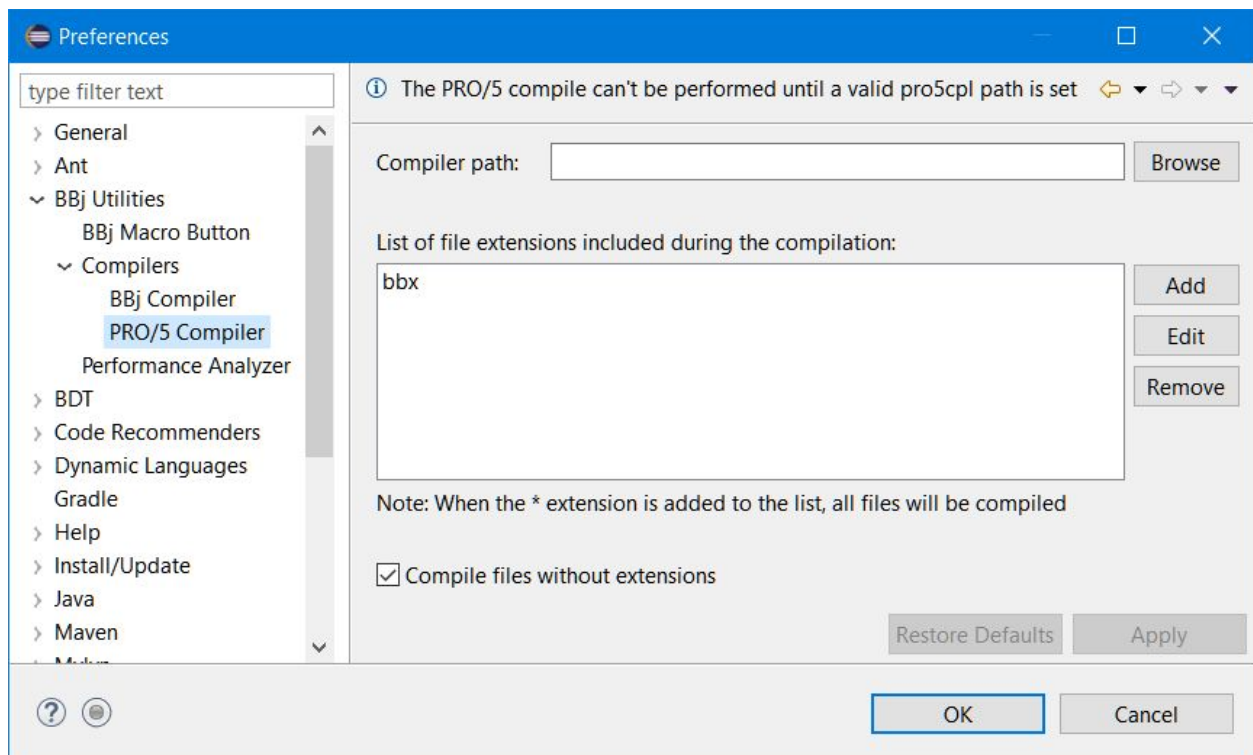 Preferences
type filter text
General
Ant
BBj Utilities
BBj Macro Button
Compilers
BBj Compiler
PRO/5 Compiler
Performance Analyzer
BDT
Code Recommenders
Dynamic Languages
Gradle
Help
Install/Update
Java
Maven
The PRO/5 compile can't be performed until a valid pro5cpl path is set
Compiler path:
Browse
List of file extensions included during the compilation:
bbx
Add
Edit
Remove
Note: When the * extension is added to the list, all files will be compiled
Compile files without extensions
Restore Defaults
Apply
OK
Cancel